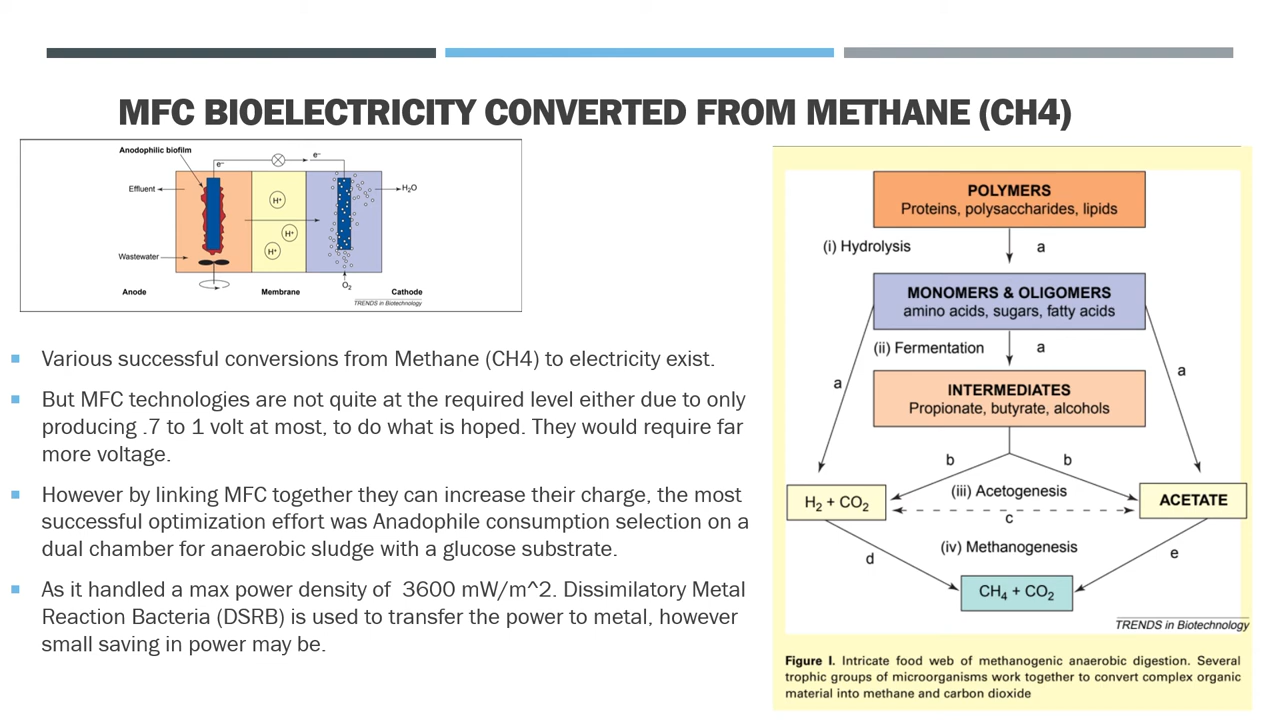 MFC BIOELECTRICITY CONVERTED FROM METHANE (CH4)
Anodophilic biofilm
e⁻
e⁻
Effluent
H₂O
H⁺
H⁺
H⁺
Wastewater
O₂
Anode
Membrane
Cathode
TRENDS in Biotechnology
Various successful conversions from Methane (CH4) to electricity exist.
But MFC technologies are not quite at the required level either due to only
producing .7 to 1 volt at most, to do what is hoped. They would require far
more voltage.
However by linking MFC together they can increase their charge, the most
successful optimization effort was Anadophile consumption selection on a
dual chamber for anaerobic sludge with a glucose substrate.
As it handled a max power density of 3600 mW/m^2. Dissimilatory Metal
Reaction Bacteria (DSRB) is used to transfer the power to metal, however
small saving in power may be.
POLYMERS
Proteins, polysaccharides, lipids
(i) Hydrolysis
a
MONOMERS & OLIGOMERS
amino acids, sugars, fatty acids
(ii) Fermentation
a
a
a
INTERMEDIATES
Propionate, butyrate, alcohols
b
b
H₂ + CO₂
(iii) Acetogenesis
ACETATE
c
(iv) Methanogenesis
d
e
CH₄ + CO₂
TRENDS in Biotechnology
Figure I. Intricate food web of methanogenic anaerobic digestion. Several
trophic groups of microorganisms work together to convert complex organic
material into methane and carbon dioxide